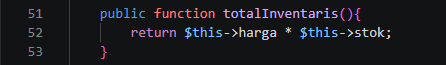 51 public function totalInventaris(){
52 return $this->harga * $this->stok;
53 }